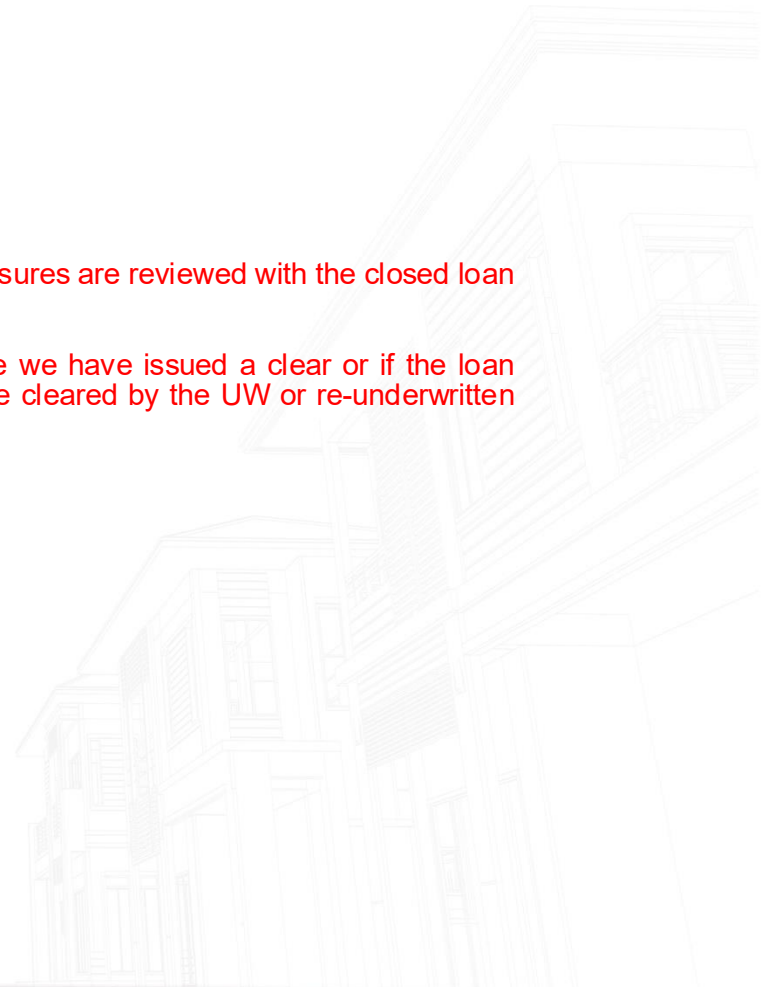 sures are reviewed with the closed loan
e we have issued a clear or if the loan
e cleared by the UW or re-underwritten